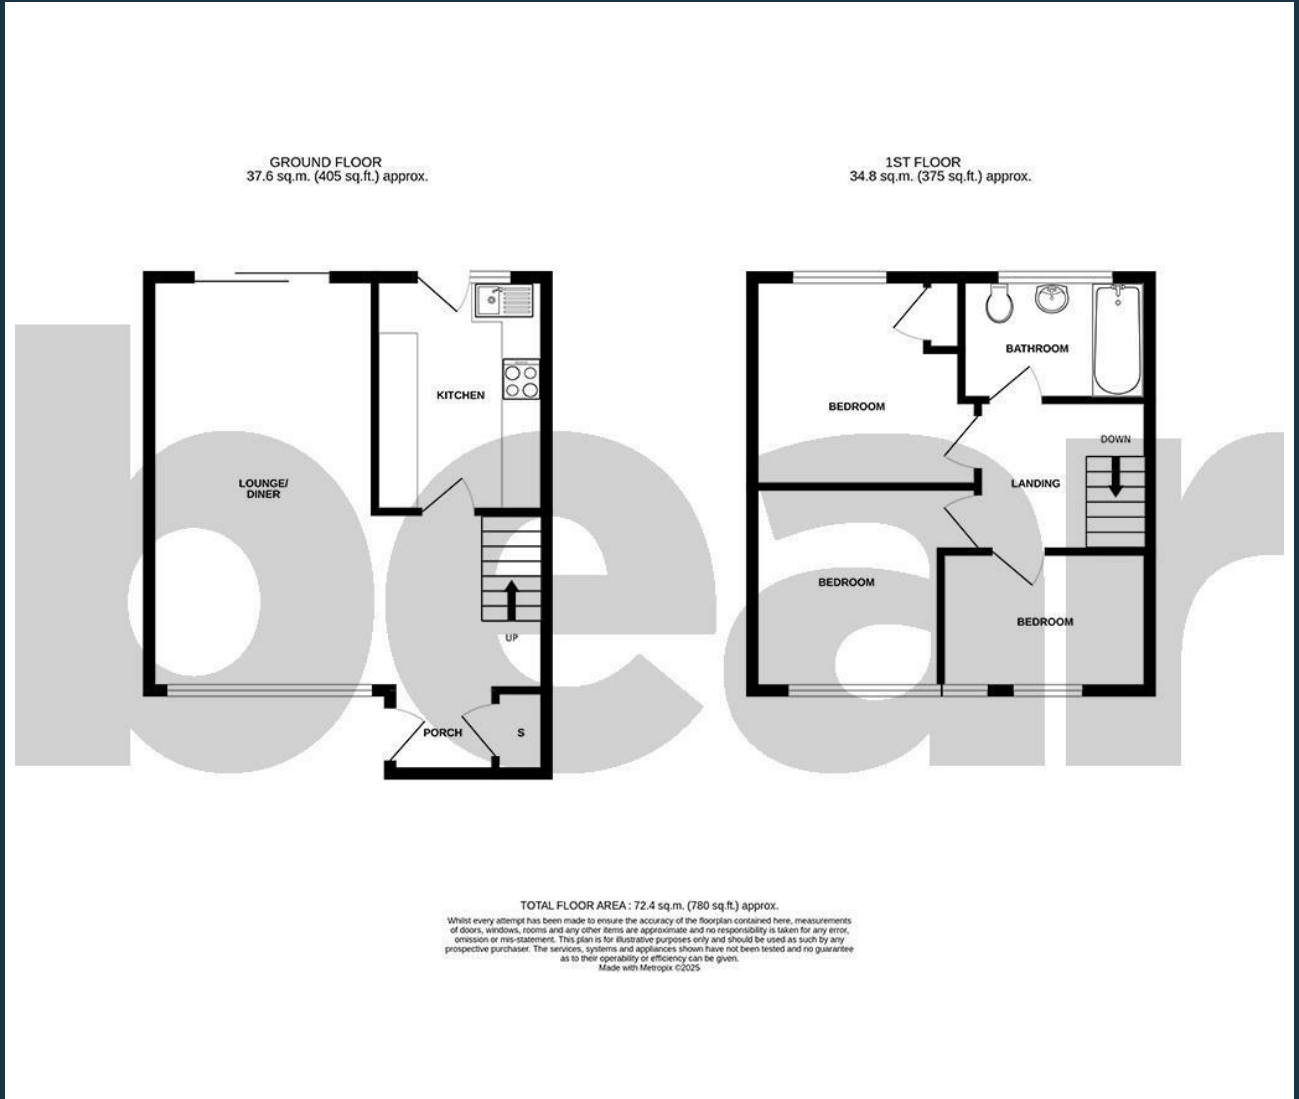 GROUND FLOOR
37.6 sq.m. (405 sq.ft.) approx.
1ST FLOOR
34.8 sq.m. (375 sq.ft.) approx.
KITCHEN
LOUNGE/
DINER
UP
PORCH
S
BATHROOM
BEDROOM
DOWN
LANDING
BEDROOM
BEDROOM
bear
TOTAL FLOOR AREA : 72.4 sq.m. (780 sq.ft.) approx.
Whilst every attempt has been made to ensure the accuracy of the floorplan contained here, measurements
of doors, windows, rooms and any other items are approximate and no responsibility is taken for any error,
omission or mis-statement. This plan is for illustrative purposes only and should be used as such by any
prospective purchaser. The services, systems and appliances shown have not been tested and no guarantee
as to their operability or efficiency can be given.
Made with Metropix ©2025